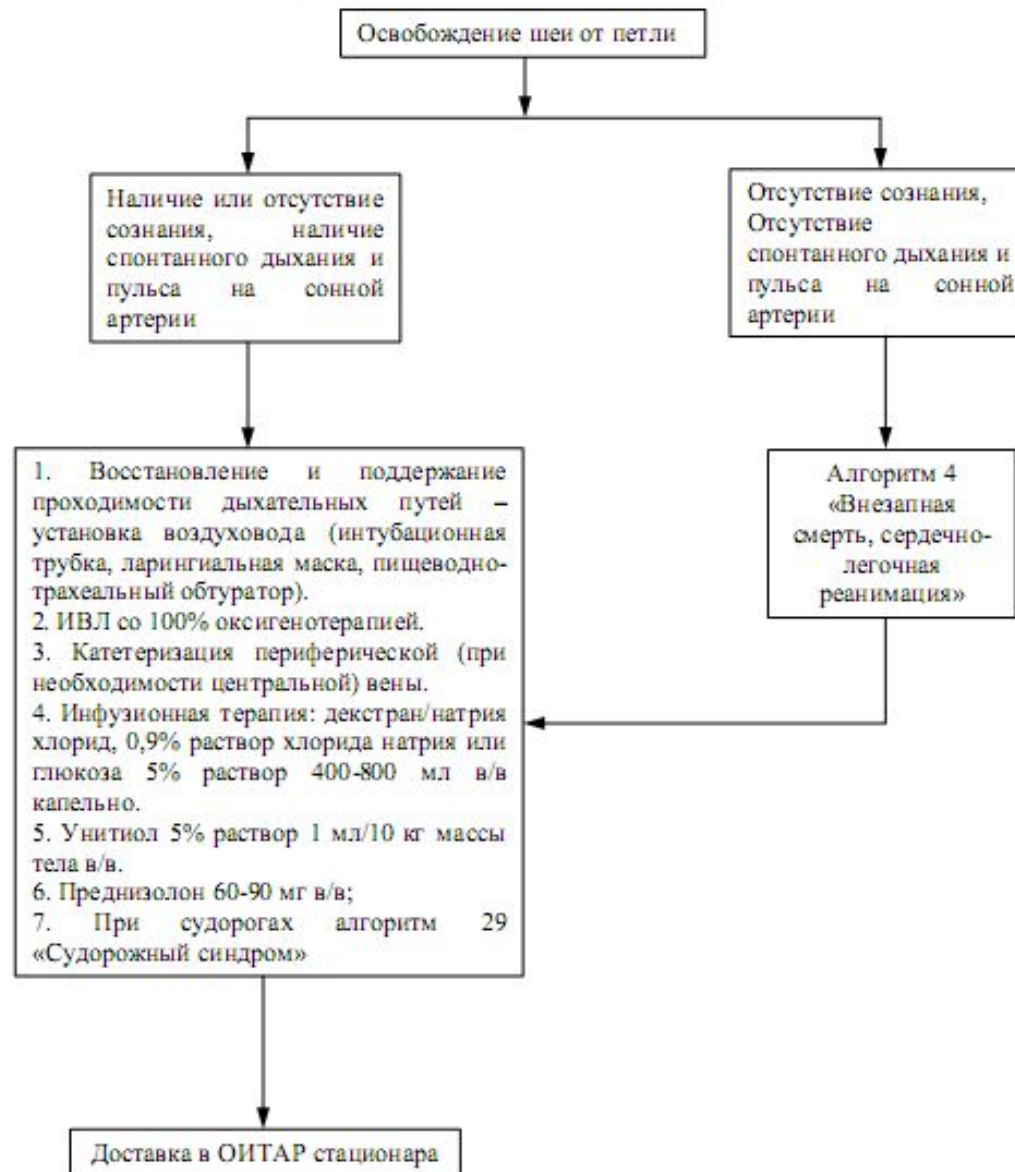 Освобождение шеи от петли
Наличие или отсутствие
сознания, наличие
спонтанного дыхания и
пульса на сонной
артерии
Отсутствие сознания,
Отсутствие
спонтанного дыхания и
пульса на сонной
артерии
1. Восстановление и поддержание
проходимости дыхательных путей –
установка воздуховода (интубационная
трубка, ларингиальная маска, пищеводно-
трахеальный обтуратор).
2. ИВЛ со 100% оксигенотерапией.
3. Катетеризация периферической (при
необходимости центральной) вены.
4. Инфузионная терапия: декстран/натрия
хлорид, 0,9% раствор хлорида натрия или
глюкоза 5% раствор 400-800 мл в/в
капельно.
5. Унитиол 5% раствор 1 мл/10 кг массы
тела в/в.
6. Преднизолон 60-90 мг в/в;
7. При судорогах алгоритм 29
«Судорожный синдром»
Алгоритм 4
«Внезапная
смерть, сердечно-
легочная
реанимация»
Доставка в ОИТАР стационара